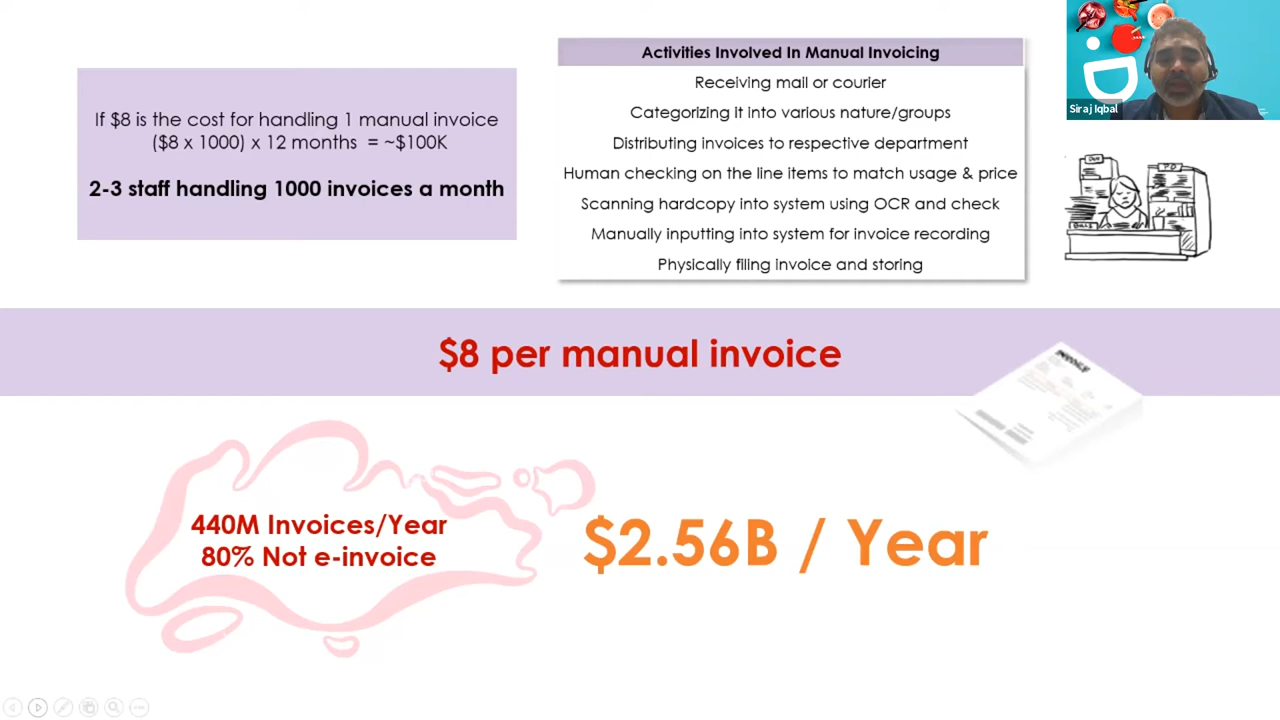 If $8 is the cost for handling 1 manual invoice
($8 x 1000) x 12 months = ~$100K
2-3 staff handling 1000 invoices a month
Activities Involved In Manual Invoicing
Receiving mail or courier
Categorizing It into various nature/groups
Distributing invoices to respective department
Human checking on the line items to match usage & price
Scanning hardcopy into system using OCR and check
Manually inputting into system for invoice recording
Physically filing invoice and storing
Siraj Iqbal
$8 per manual invoice
Invoice
440M Invoices/Year
80% Not e-invoice
$2.56B / Year